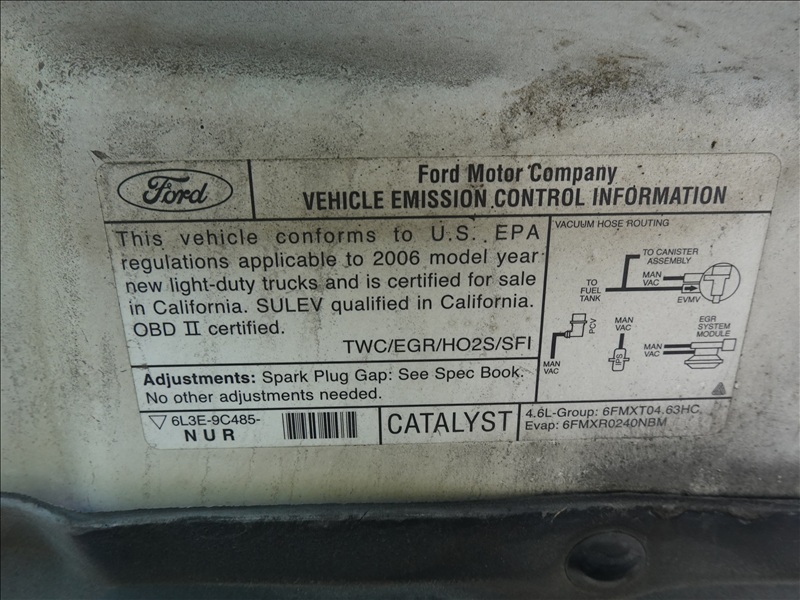 Ford
Ford Motor Company
VEHICLE EMISSION CONTROL INFORMATION
This vehicle conforms to U.S. EPA
regulations applicable to 2006 model year
new light-duty trucks and is certified for sale
in California. SULEV qualified in California.
OBD II certified.
TWC/EGR/HO2S/SFI
VACUUM HOSE ROUTING
TO CANISTER
ASSEMBLY
MAN
VAC
TO
FUEL
TANK
EVMV
PCV
MAN
VAC
MAN
VAC
IPS
EGR
SYSTEM
MODULE
MAN
VAC
Adjustments: Spark Plug Gap: See Spec Book.
No other adjustments needed.
6L3E-9C485-
NUR
CATALYST
4.6L-Group: 6FMXT04.63HC
Evap: 6FMXR0240NBM